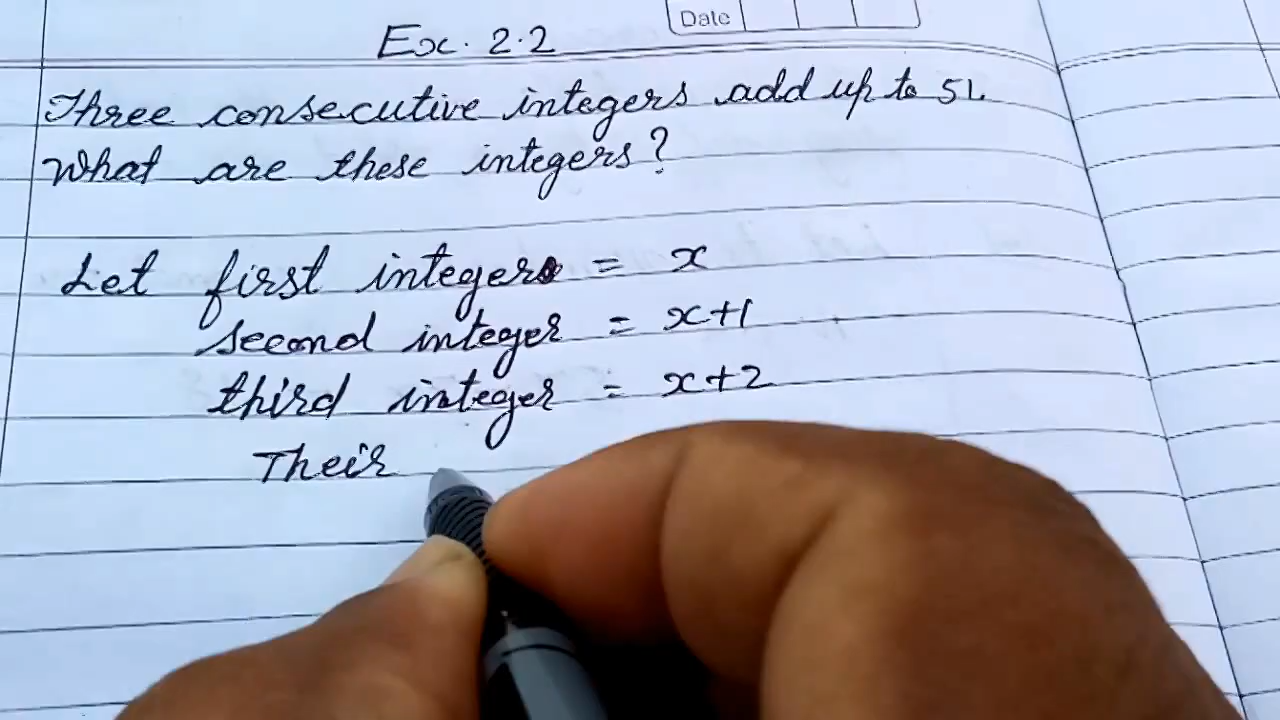 Date
Ex. 2.2
Three consecutive integers add up to 51.
What are these integers?
Let first integer = x
second integer = x+1
third integer = x+2
Their